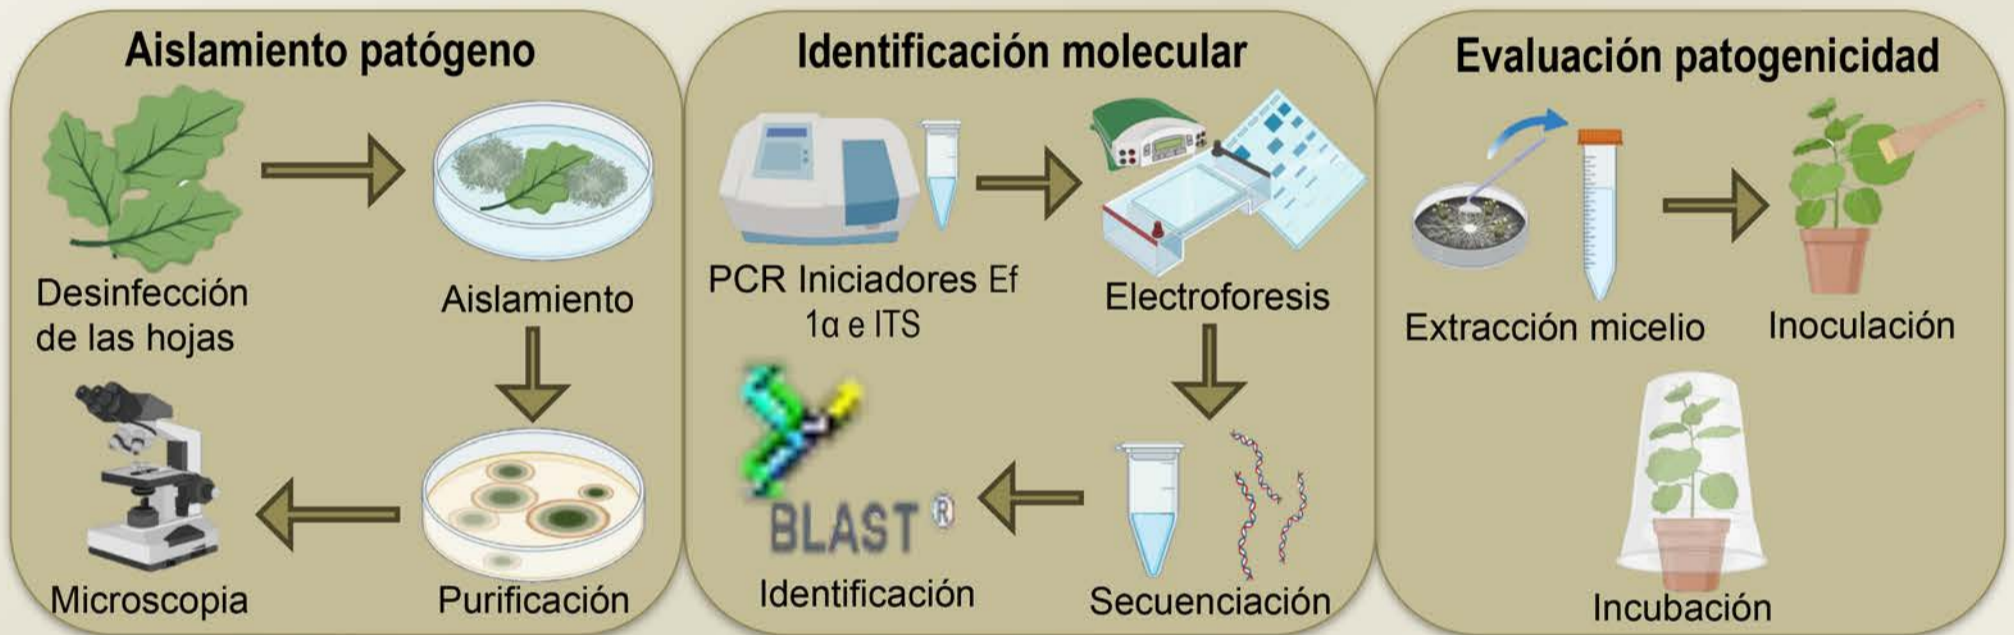 Aislamiento patógeno
Desinfección
de las hojas
Aislamiento
Microscopia
Purificación
Identificación molecular
PCR Iniciadores Ef
1α e ITS
Electroforesis
BLAST ®
Identificación
Secuenciación
Evaluación patogenicidad
Extracción micelio
Inoculación
Incubación